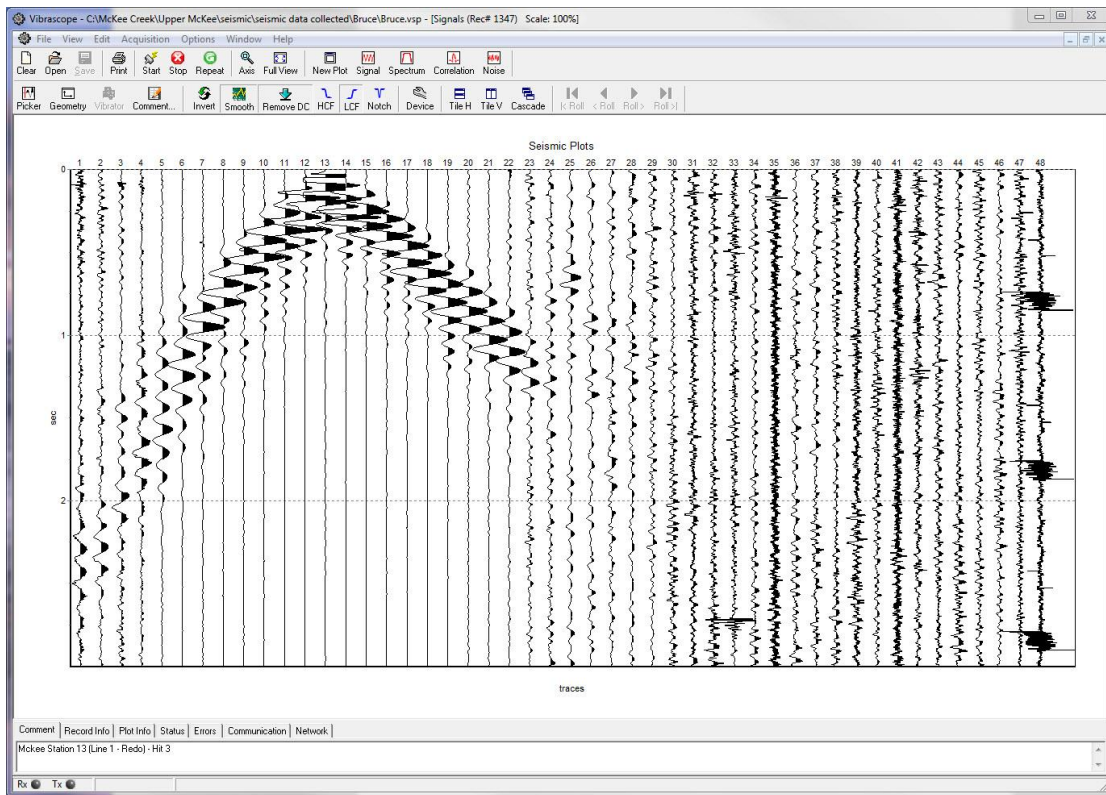 Vibrascope - C:\McKee Creek\Upper McKee\seismic\seismic data collected\Bruce\Bruce.vsp - [Signals (Rec# 1347)  Scale: 100%]
File View Edit Acquisition Options Window Help
Clear Open Save Print Start Stop Repeat Axis Full View New Plot Signal Spectrum Correlation Noise
Picker Geometry Vibrator Comment... Invert Smooth Remove DC HCF LCF Notch Device Tile H Tile V Cascade |< Roll < Roll Roll > Roll >|
Seismic Plots
1 2 3 4 5 6 7 8 9 10 11 12 13 14 15 16 17 18 19 20 21 22 23 24 25 26 27 28 29 30 31 32 33 34 35 36 37 38 39 40 41 42 43 44 45 46 47 48
0
1
sec
2
traces
Comment Record Info Plot Info Status Errors Communication Network
Mckee Station 13 (Line 1 - Redo) - Hit 3
Rx Tx